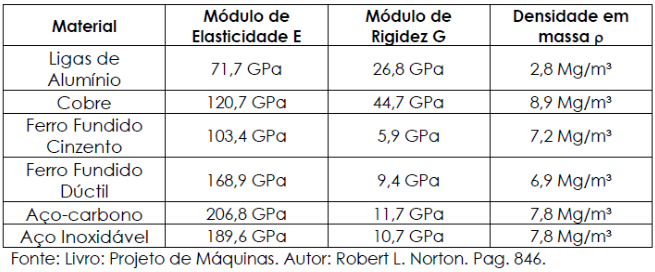 Material Módulo de Elasticidade E Módulo de Rigidez G Densidade em massa ρ
Ligas de Alumínio 71,7 GPa 26,8 GPa 2,8 Mg/m³
Cobre 120,7 GPa 44,7 GPa 8,9 Mg/m³
Ferro Fundido Cinzento 103,4 GPa 5,9 GPa 7,2 Mg/m³
Ferro Fundido Dúctil 168,9 GPa 9,4 GPa 6,9 Mg/m³
Aço-carbono 206,8 GPa 11,7 GPa 7,8 Mg/m³
Aço Inoxidável 189,6 GPa 10,7 GPa 7,8 Mg/m³
Fonte: Livro: Projeto de Máquinas. Autor: Robert L. Norton. Pag. 846.